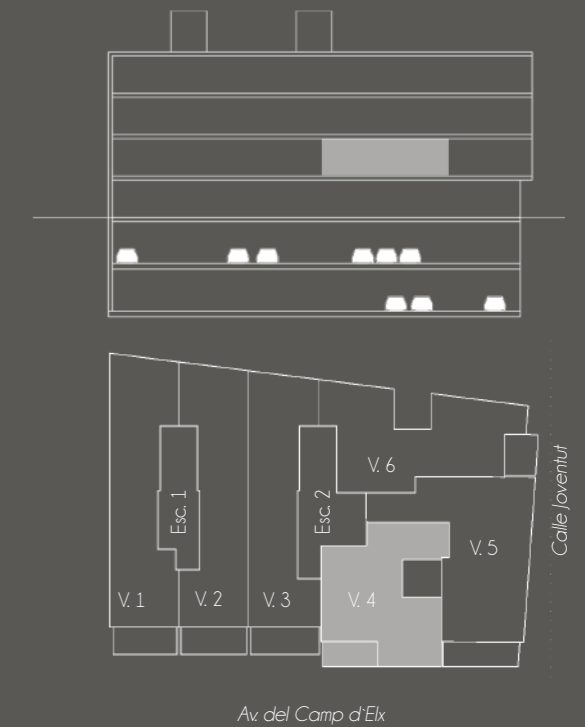 V. 6
Esc. 1
Esc. 2
Calle Joventut
V. 5
V. 1
V. 2
V. 3
V. 4
Av. del Camp d`Elx